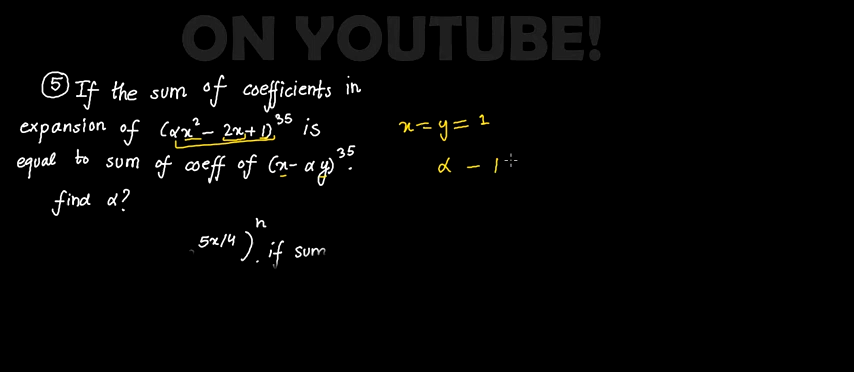 ON YOUTUBE!
⑤ If the sum of coefficients in
expansion of (αx² - 2x + 1)³⁵ is
equal to sum of coeff of (x - αy)³⁵.
find α?
5x/4)ⁿ. if sum
x = y = 1
α - 1